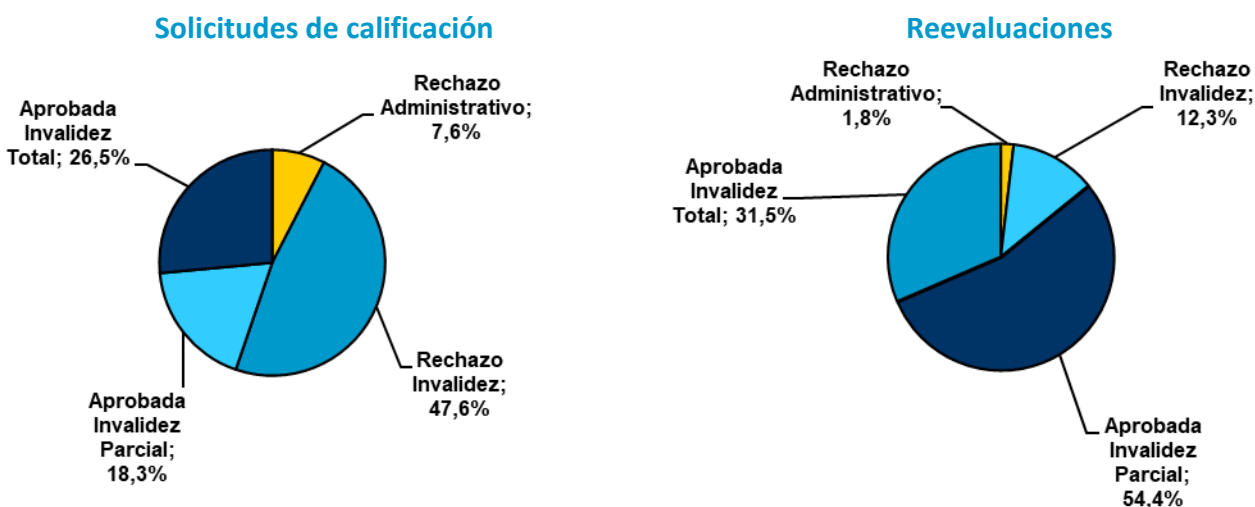 Solicitudes de calificación
Rechazo
Administrativo;
7,6%
Aprobada
Invalidez
Total; 26,5%
Rechazo
Invalidez;
47,6%
Aprobada
Invalidez
Parcial;
18,3%
Reevaluaciones
Rechazo
Administrativo;
1,8%
Rechazo
Invalidez;
12,3%
Aprobada
Invalidez
Total; 31,5%
Aprobada
Invalidez
Parcial;
54,4%